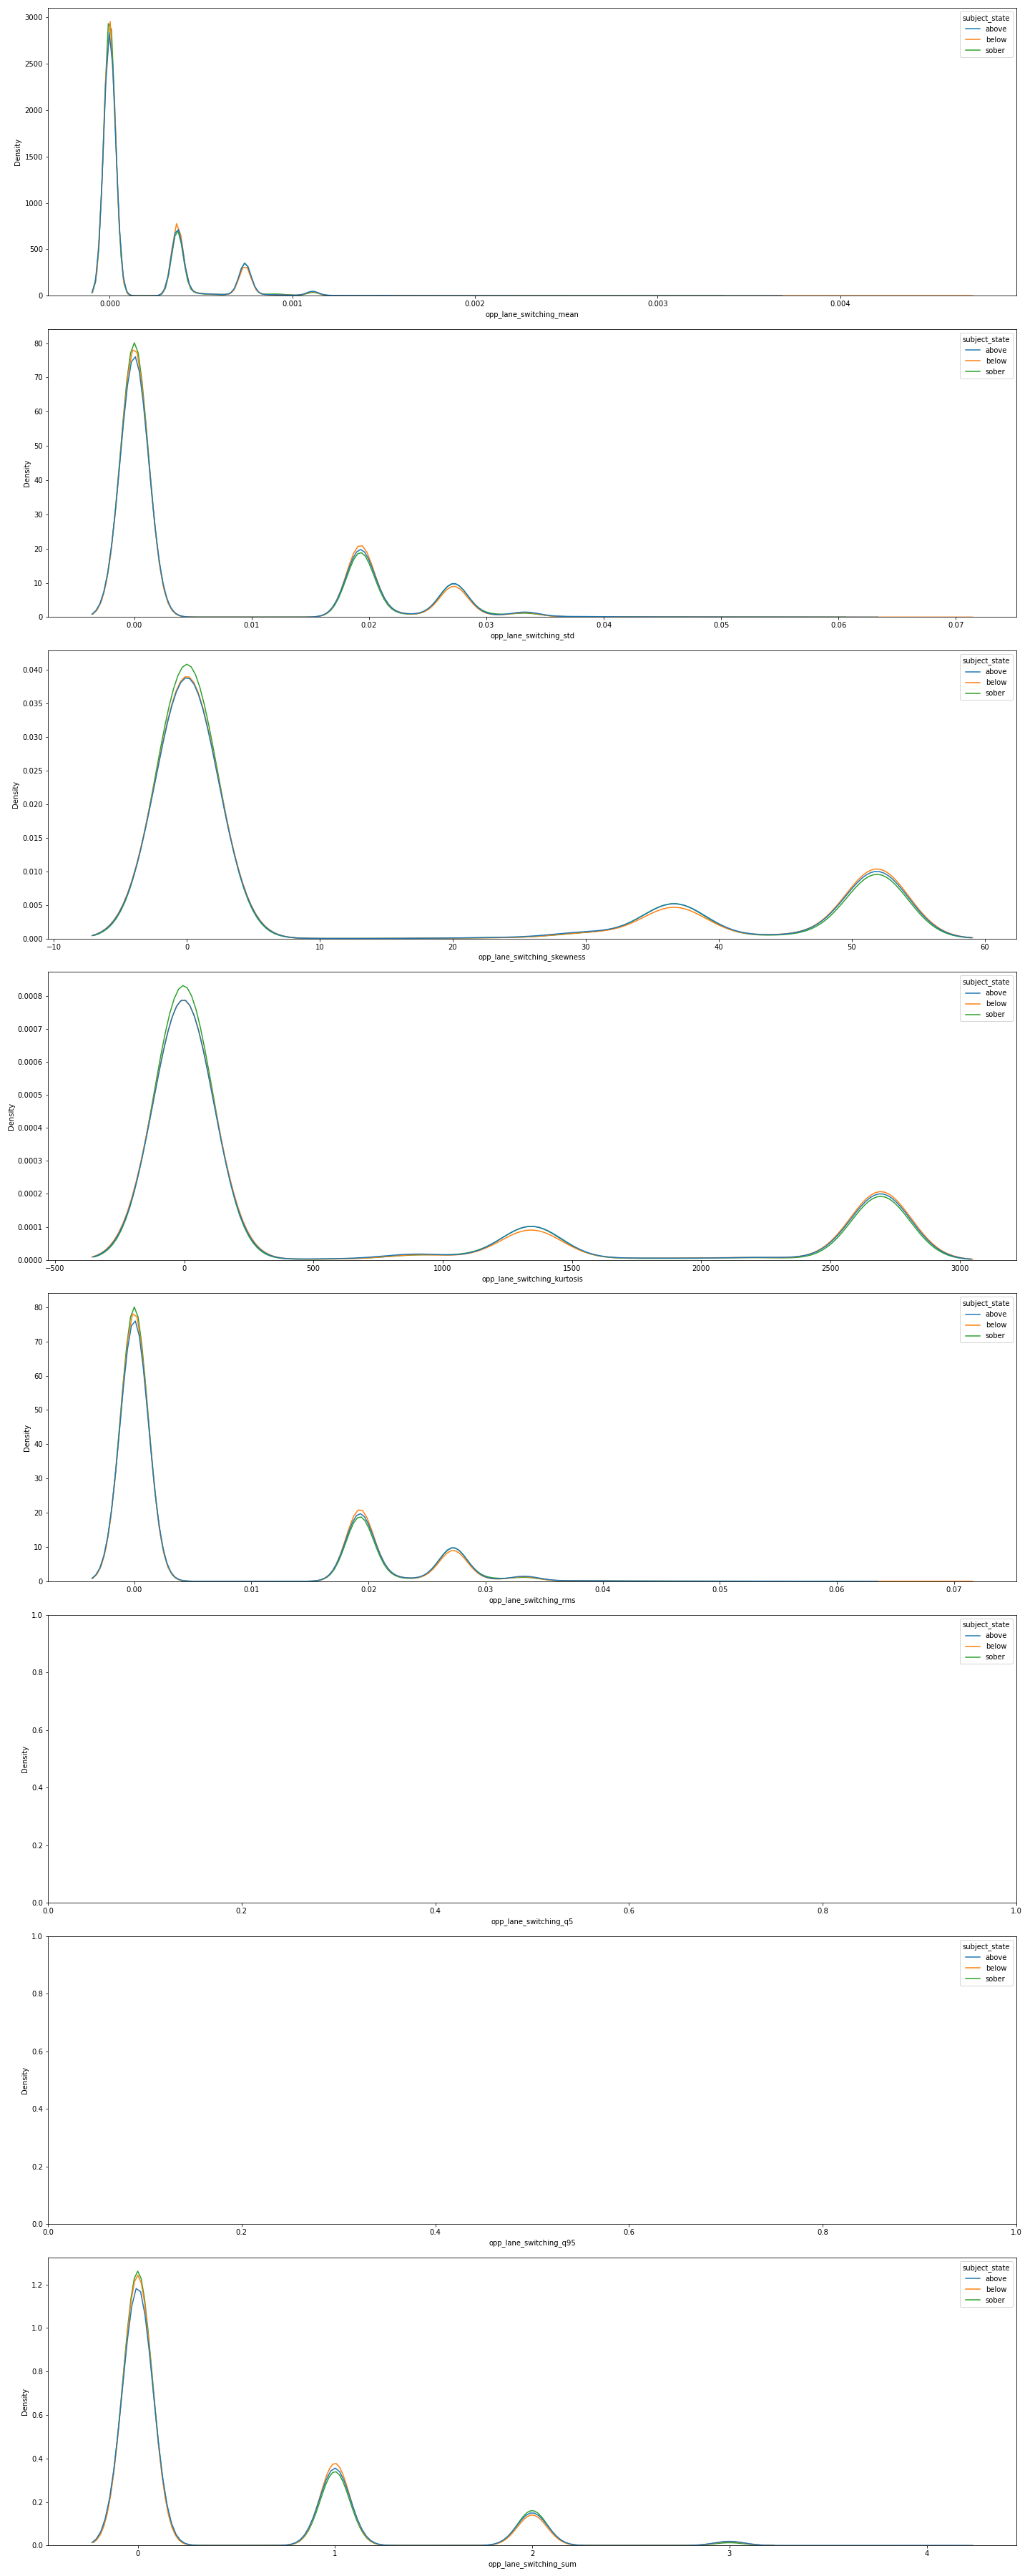 subject_state
above
below
sober
3000
2500
2000
1500
1000
500
0
Density
0.000 0.001 0.002 0.003 0.004
opp_lane_switching_mean
subject_state
above
below
sober
80
70
60
50
40
30
20
10
0
Density
0.00 0.01 0.02 0.03 0.04 0.05 0.06 0.07
opp_lane_switching_std
subject_state
above
below
sober
0.040
0.035
0.030
0.025
0.020
0.015
0.010
0.005
0.000
Density
−10 0 10 20 30 40 50 60
opp_lane_switching_skewness
subject_state
above
below
sober
0.0008
0.0007
0.0006
0.0005
0.0004
0.0003
0.0002
0.0001
0.0000
Density
−500 0 500 1000 1500 2000 2500 3000
opp_lane_switching_kurtosis
subject_state
above
below
sober
80
70
60
50
40
30
20
10
0
Density
0.00 0.01 0.02 0.03 0.04 0.05 0.06 0.07
opp_lane_switching_rms
subject_state
above
below
sober
1.0
0.8
0.6
0.4
0.2
0.0
Density
0.0 0.2 0.4 0.6 0.8 1.0
opp_lane_switching_q5
subject_state
above
below
sober
1.0
0.8
0.6
0.4
0.2
0.0
Density
0.0 0.2 0.4 0.6 0.8 1.0
opp_lane_switching_q95
subject_state
above
below
sober
1.2
1.0
0.8
0.6
0.4
0.2
0.0
Density
0 1 2 3 4
opp_lane_switching_sum